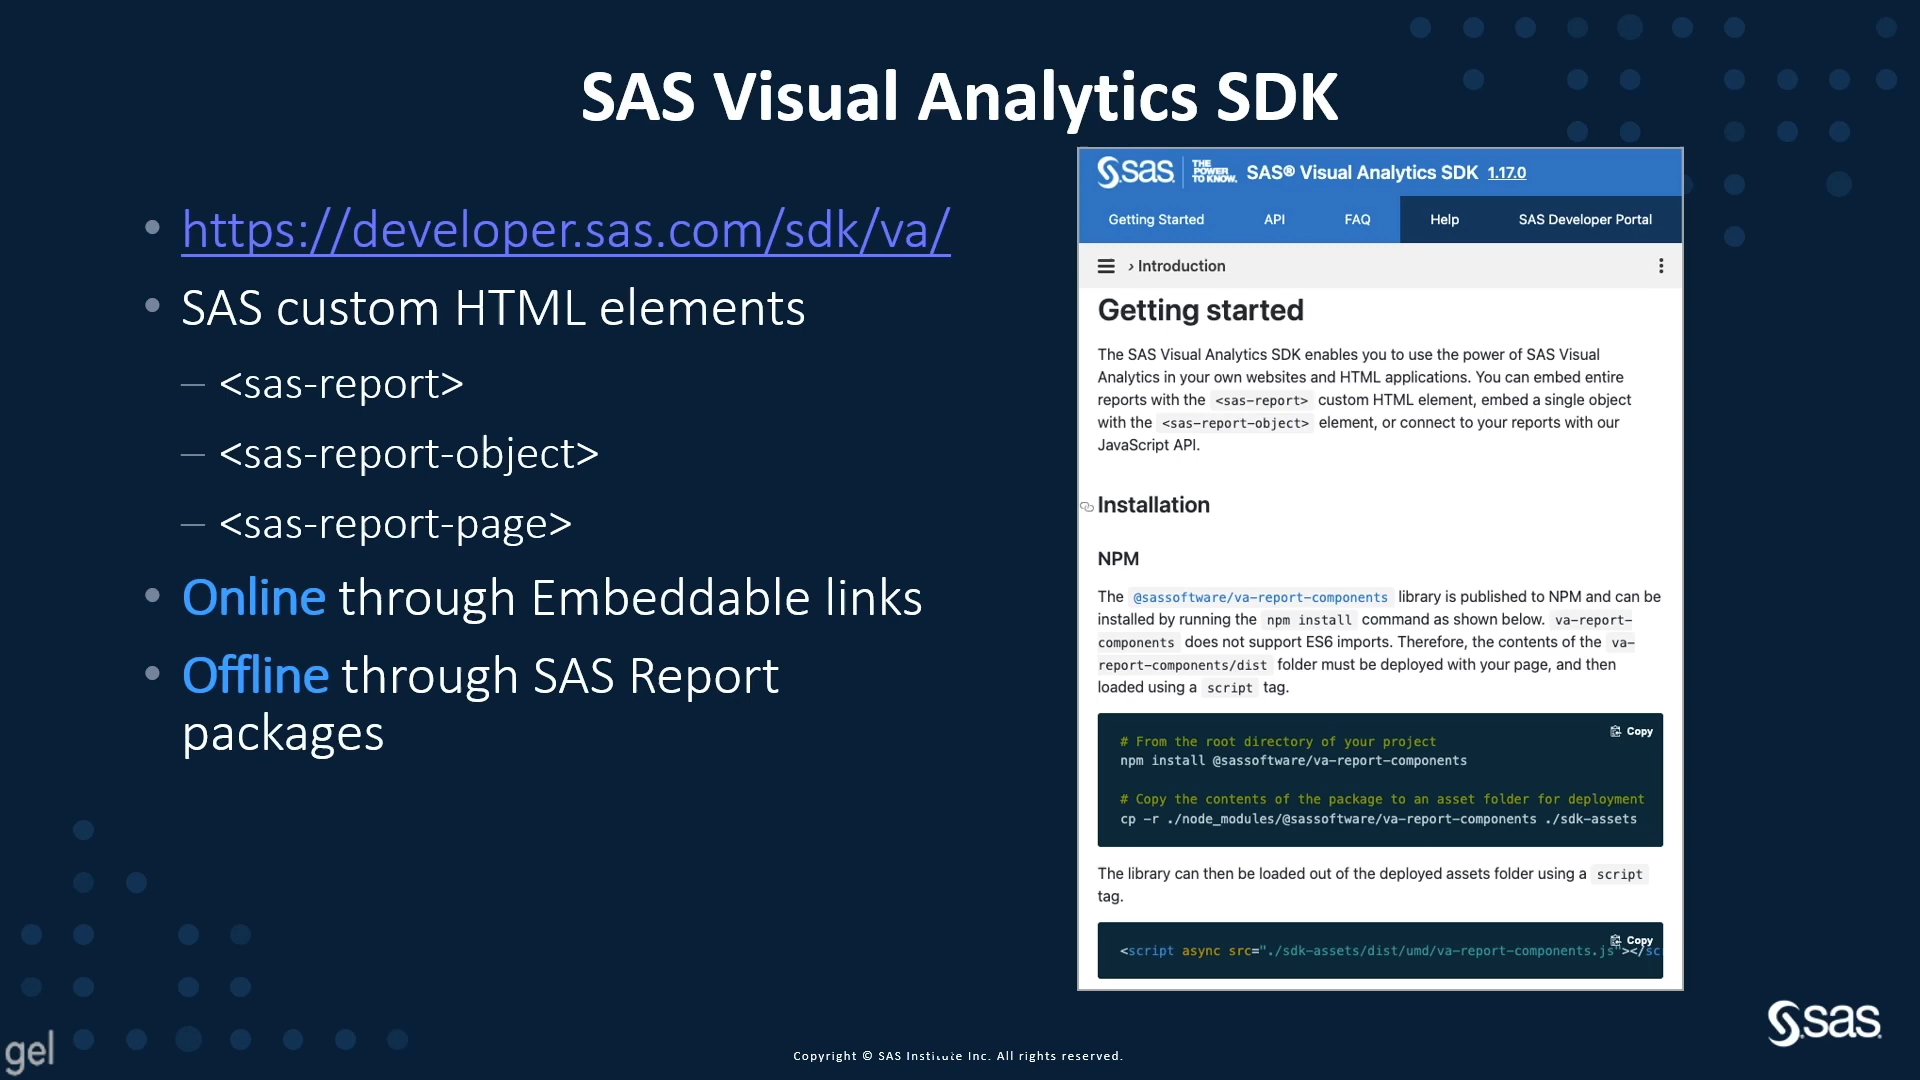 SAS Visual Analytics SDK
• https://developer.sas.com/sdk/va/
• SAS custom HTML elements
– <sas-report>
– <sas-report-object>
– <sas-report-page>
• Online through Embeddable links
• Offline through SAS Report
packages
sas THE POWER TO KNOW. SAS® Visual Analytics SDK 1.17.0
Getting Started API FAQ Help SAS Developer Portal
› Introduction
Getting started
The SAS Visual Analytics SDK enables you to use the power of SAS Visual
Analytics in your own websites and HTML applications. You can embed entire
reports with the <sas-report> custom HTML element, embed a single object
with the <sas-report-object> element, or connect to your reports with our
JavaScript API.
Installation
NPM
The @sassoftware/va-report-components library is published to NPM and can be
installed by running the npm install command as shown below. va-report-
components does not support ES6 imports. Therefore, the contents of the va-
report-components/dist folder must be deployed with your page, and then
loaded using a script tag.
Copy
# From the root directory of your project
npm install @sassoftware/va-report-components
# Copy the contents of the package to an asset folder for deployment
cp -r ./node_modules/@sassoftware/va-report-components ./sdk-assets
The library can then be loaded out of the deployed assets folder using a script
tag.
Copy
<script async src="./sdk-assets/dist/umd/va-report-components.js"></sc
sas
gel
Copyright © SAS Institute Inc. All rights reserved.